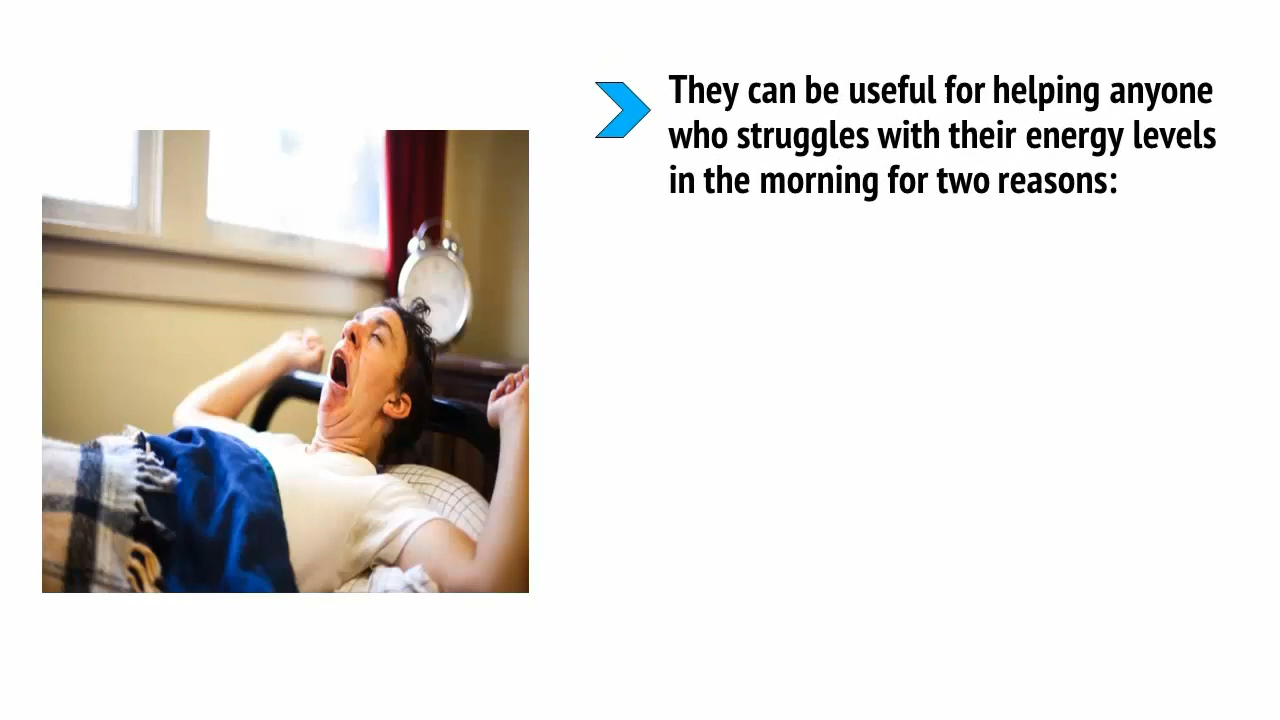 They can be useful for helping anyone
who struggles with their energy levels
in the morning for two reasons: